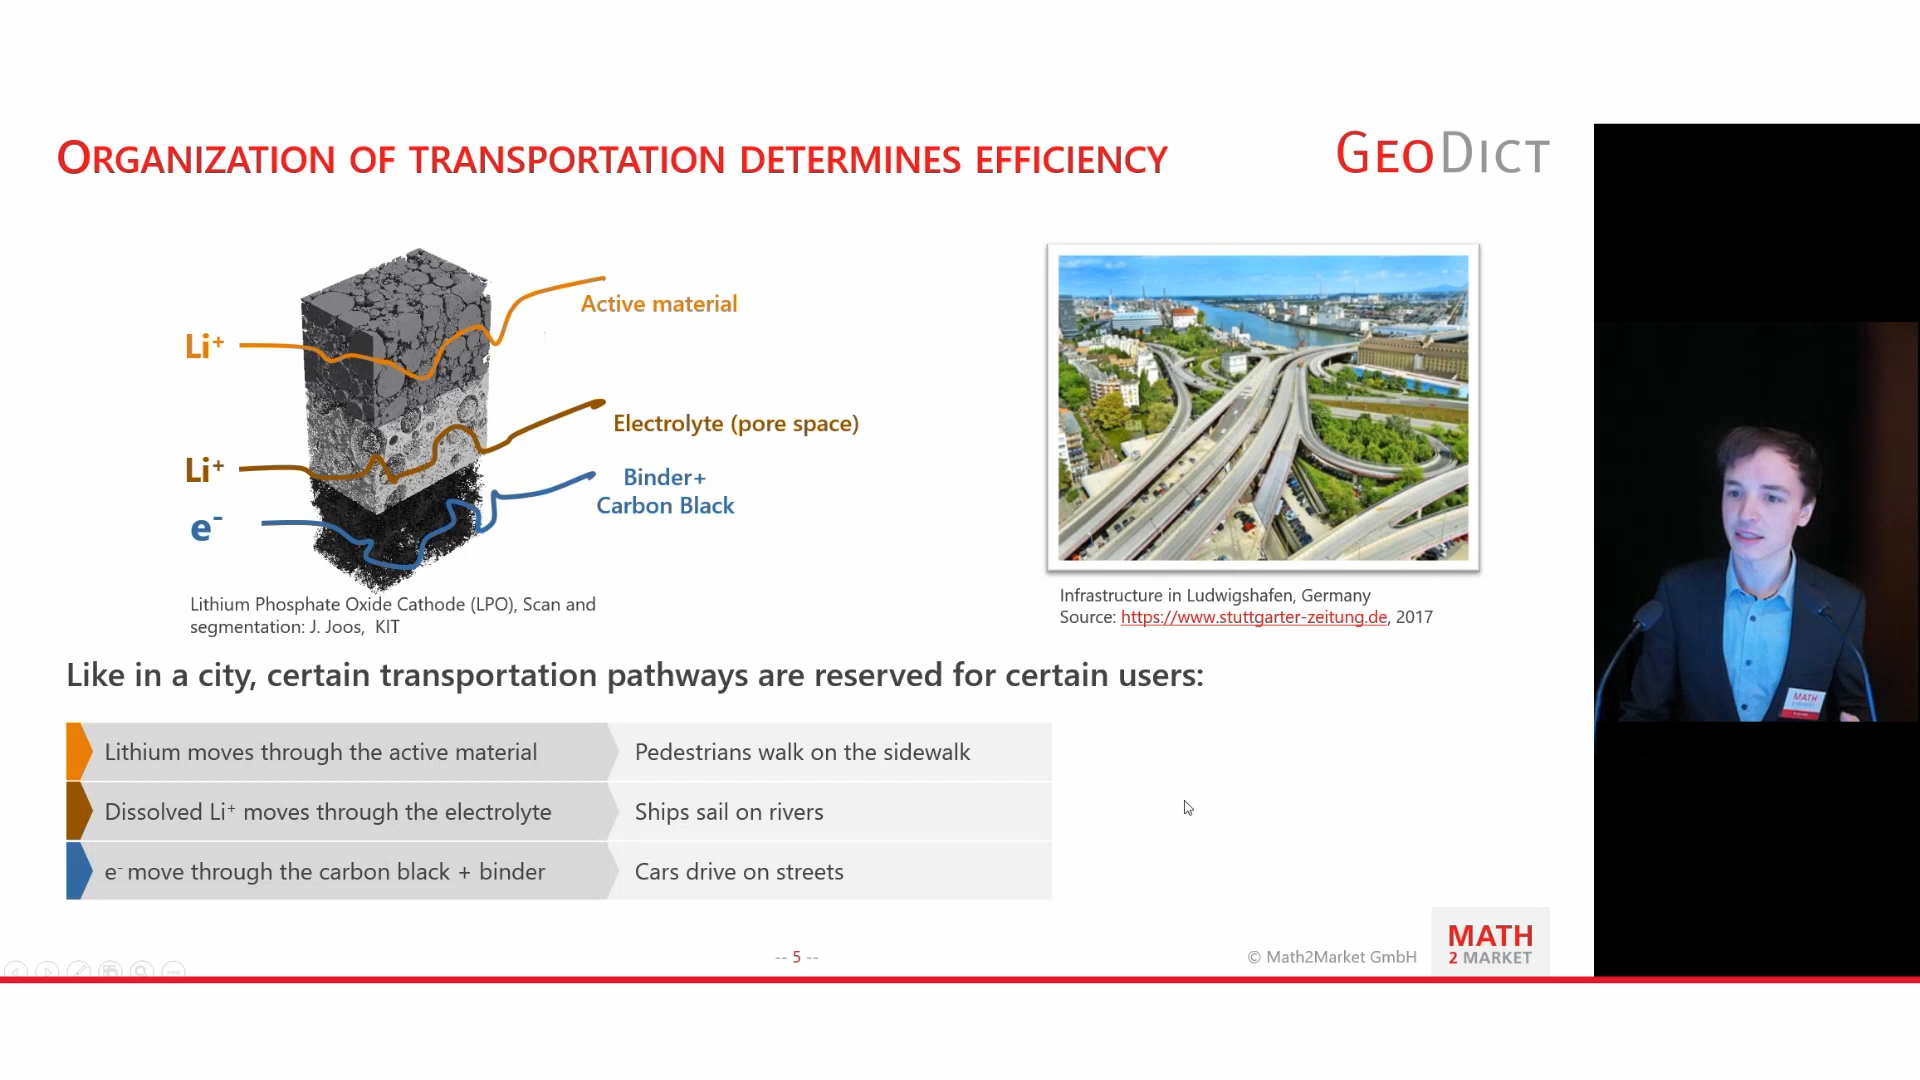 ORGANIZATION OF TRANSPORTATION DETERMINES EFFICIENCY
GEODICT
Active material
Li⁺
Electrolyte (pore space)
Li⁺
Binder+
Carbon Black
e⁻
Lithium Phosphate Oxide Cathode (LPO), Scan and
segmentation: J. Joos, KIT
Infrastructure in Ludwigshafen, Germany
Source: https://www.stuttgarter-zeitung.de, 2017
Like in a city, certain transportation pathways are reserved for certain users:
Lithium moves through the active material
Pedestrians walk on the sidewalk
Dissolved Li⁺ moves through the electrolyte
Ships sail on rivers
e⁻ move through the carbon black + binder
Cars drive on streets
-- 5 --
© Math2Market GmbH
MATH
2 MARKET
MATH